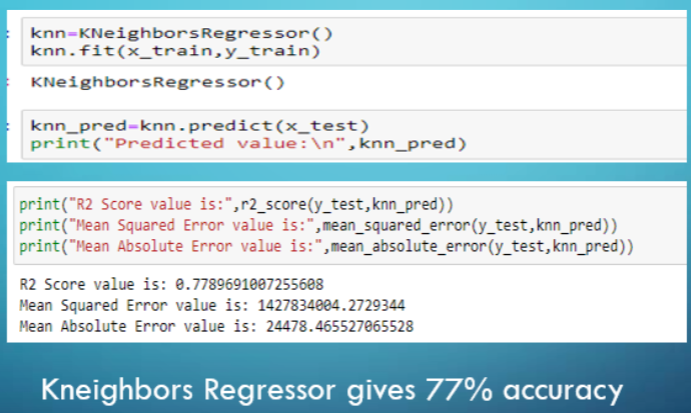 knn=KNeighborsRegressor()
knn.fit(x_train,y_train)
KNeighborsRegressor()
knn_pred=knn.predict(x_test)
print("Predicted value:\n",knn_pred)
print("R2 Score value is:",r2_score(y_test,knn_pred))
print("Mean Squared Error value is:",mean_squared_error(y_test,knn_pred))
print("Mean Absolute Error value is:",mean_absolute_error(y_test,knn_pred))
R2 Score value is: 0.7789691007255608
Mean Squared Error value is: 1427834004.2729344
Mean Absolute Error value is: 24478.465527065528
Kneighbors Regressor gives 77% accuracy